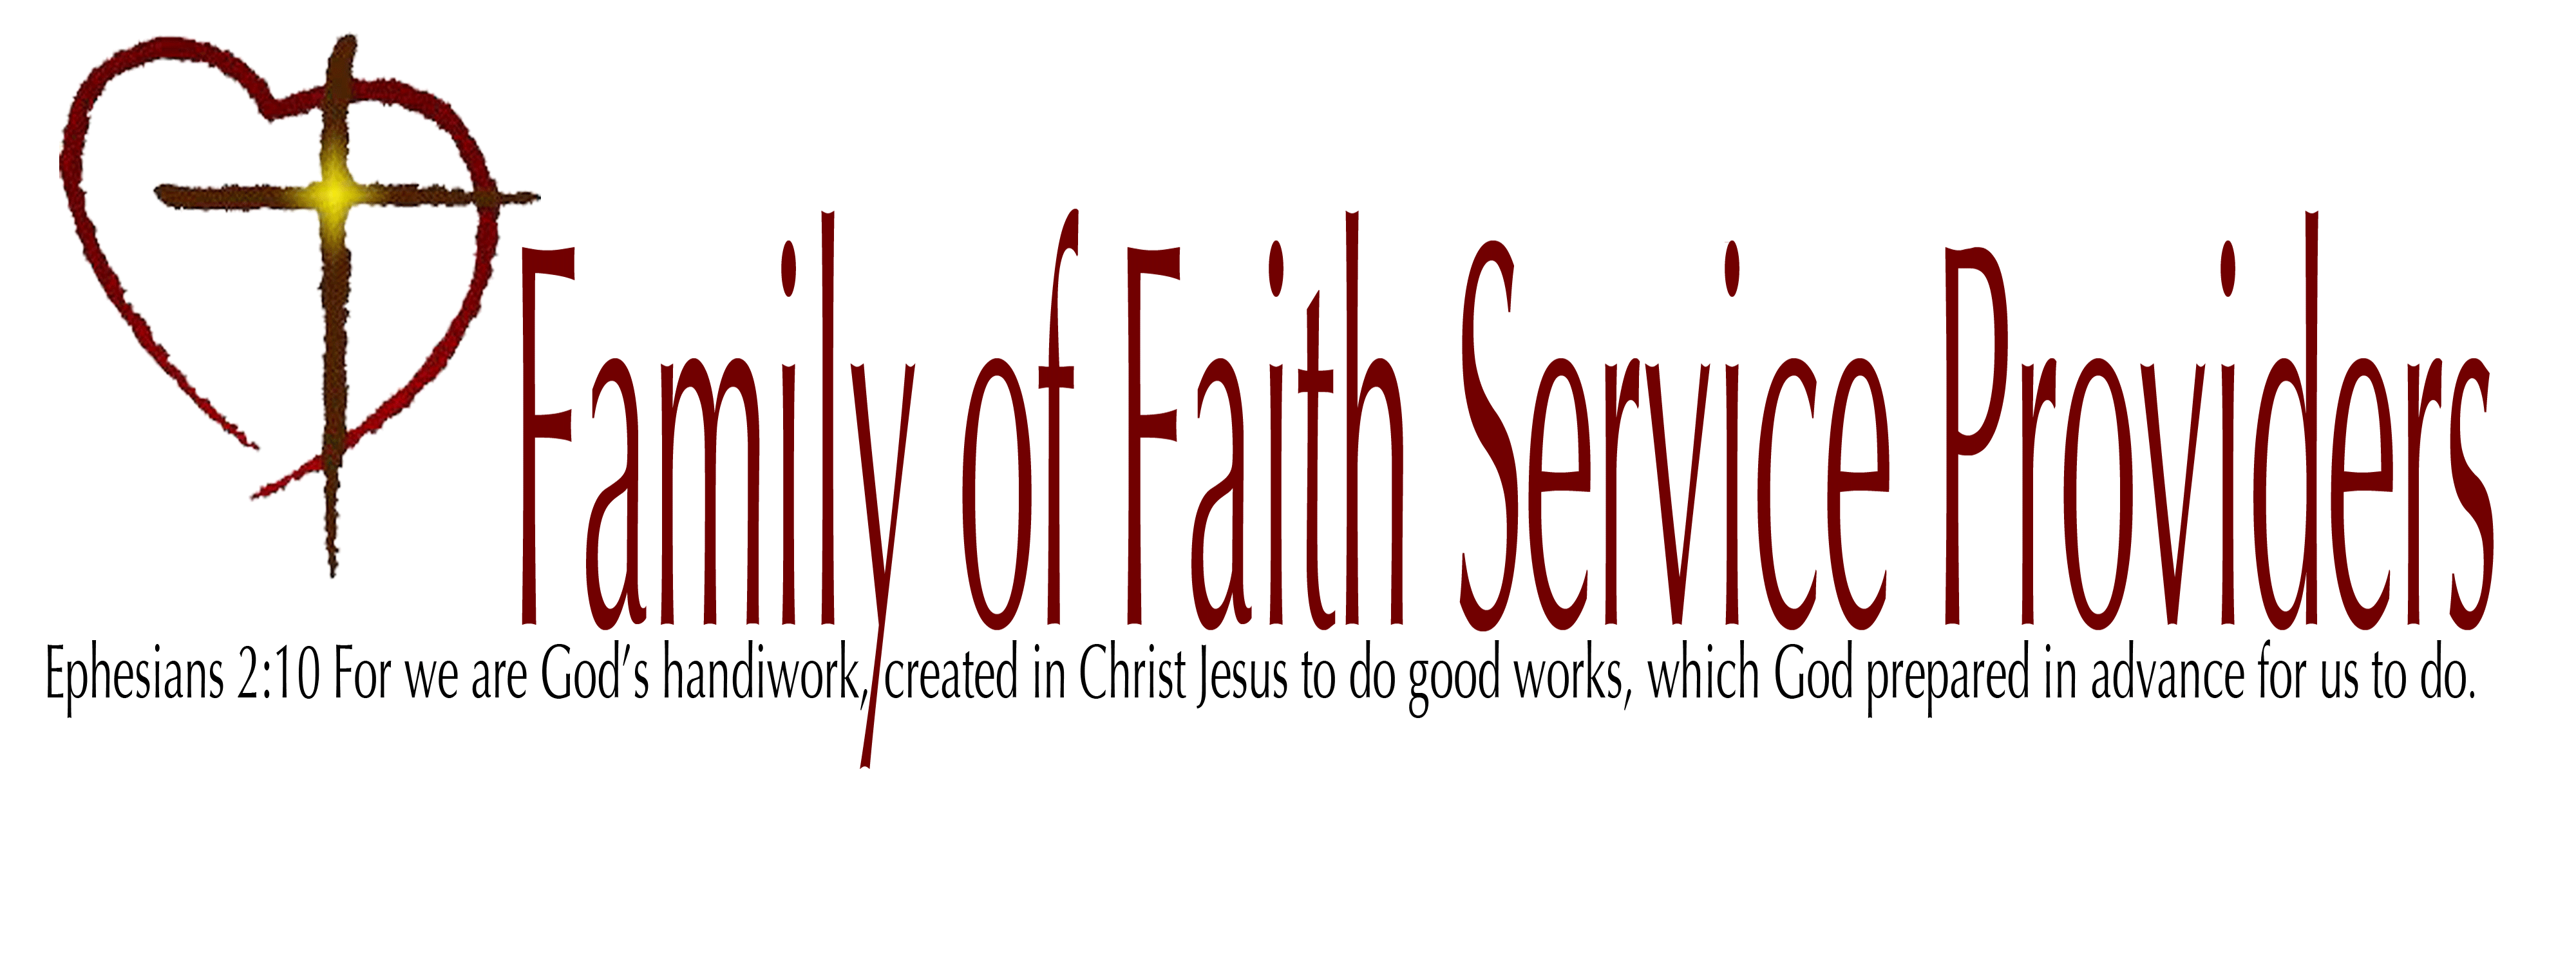 Family of Faith Service Providers
Ephesians 2:10 For we are God’s handiwork, created in Christ Jesus to do good works, which God prepared in advance for us to do.